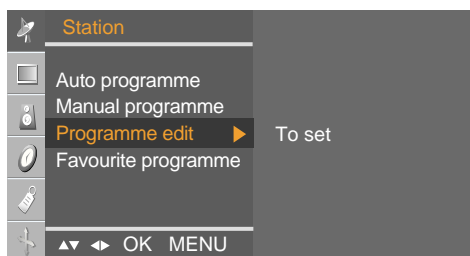 Station
Auto programme
Manual programme
Programme edit ▶ To set
Favourite programme
▲▼ ◀▶ OK MENU